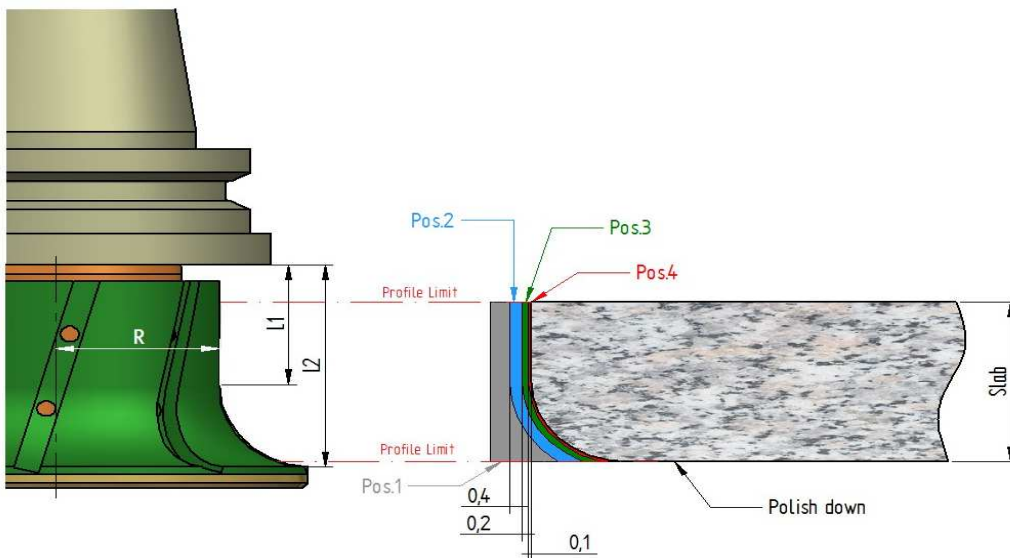 Pos.2
Pos.3
Pos.4
Profile Limit
R
L1
L2
Slab
Profile Limit
Pos.1
Polish down
0,4
0,2
0,1